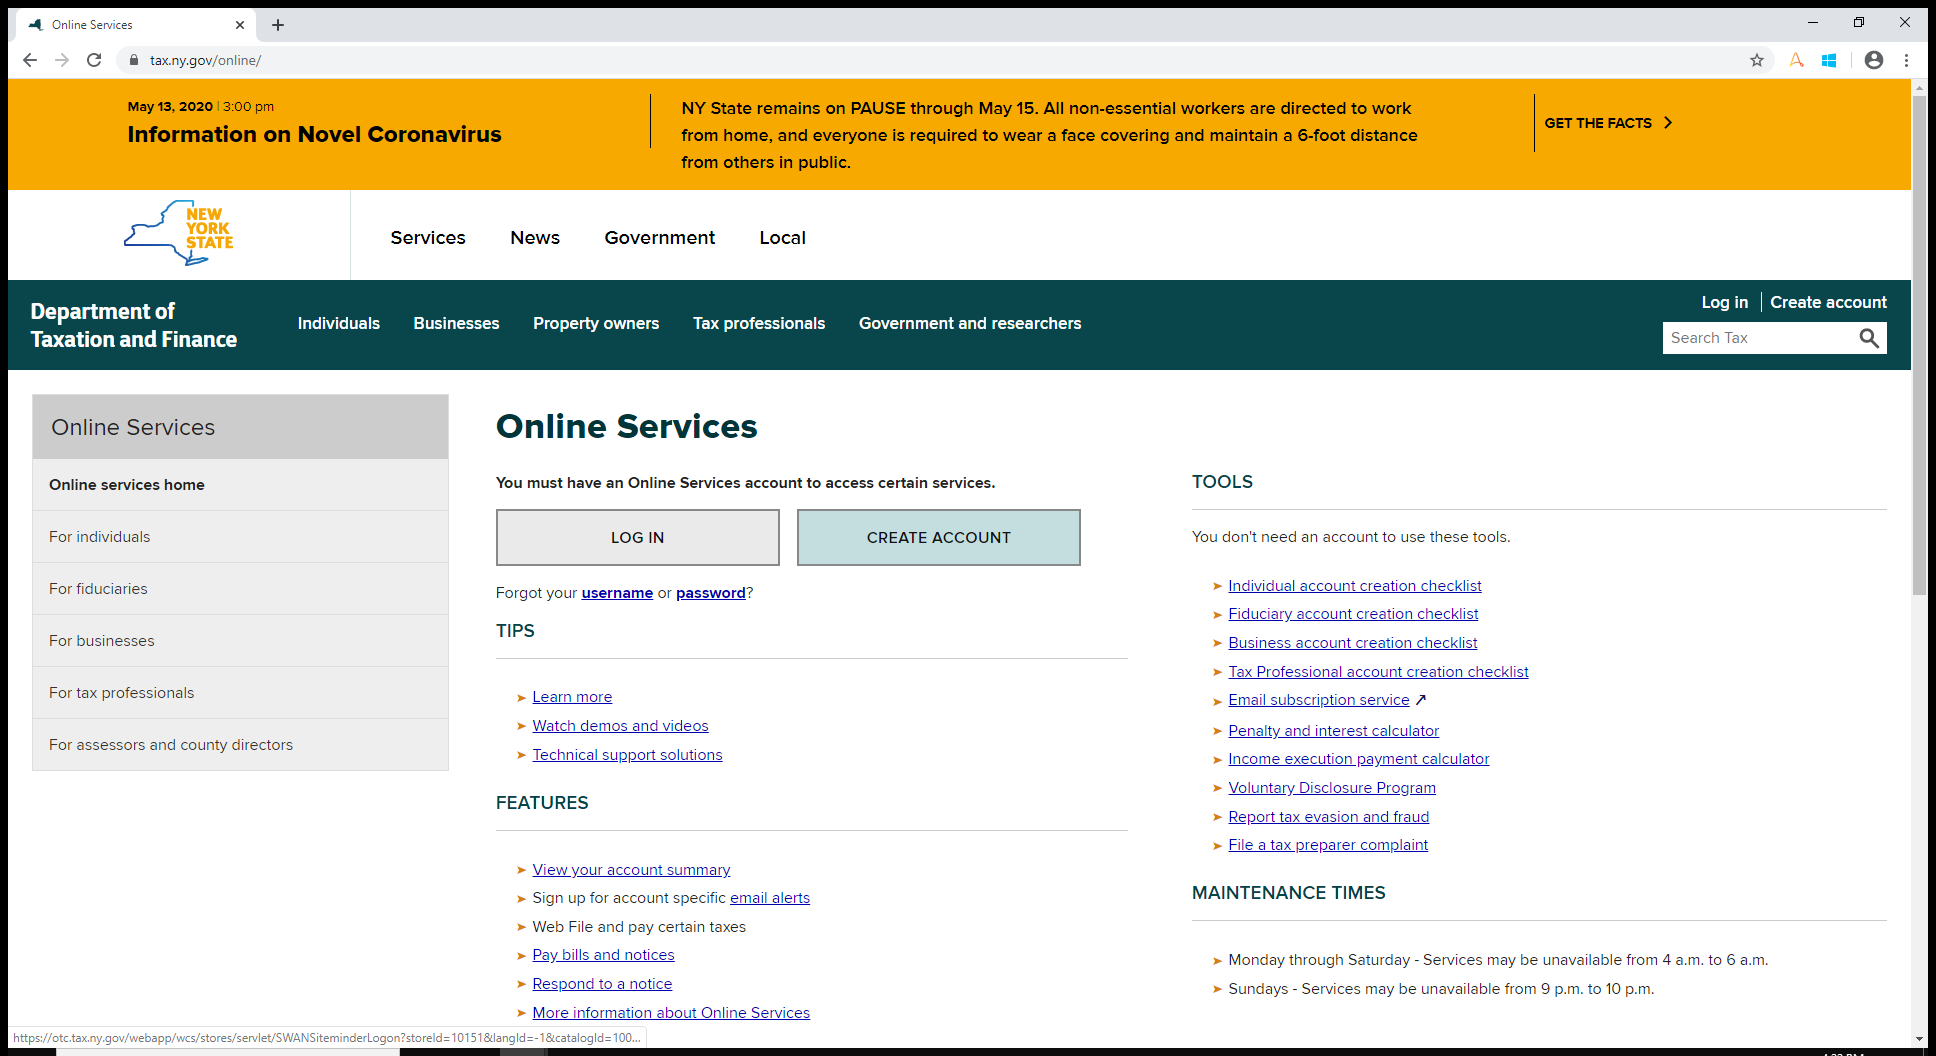 Online Services
tax.ny.gov/online/
May 13, 2020 | 3:00 pm
Information on Novel Coronavirus
NY State remains on PAUSE through May 15. All non-essential workers are directed to work
from home, and everyone is required to wear a face covering and maintain a 6-foot distance
from others in public.
GET THE FACTS
NEW
YORK
STATE
Services News Government Local
Department of
Taxation and Finance
Individuals Businesses Property owners Tax professionals Government and researchers
Log in Create account
Search Tax
Online Services
Online services home
For individuals
For fiduciaries
For businesses
For tax professionals
For assessors and county directors
Online Services
You must have an Online Services account to access certain services.
LOG IN CREATE ACCOUNT
Forgot your username or password?
TIPS
Learn more
Watch demos and videos
Technical support solutions
FEATURES
View your account summary
Sign up for account specific email alerts
Web File and pay certain taxes
Pay bills and notices
Respond to a notice
More information about Online Services
TOOLS
You don't need an account to use these tools.
Individual account creation checklist
Fiduciary account creation checklist
Business account creation checklist
Tax Professional account creation checklist
Email subscription service
Penalty and interest calculator
Income execution payment calculator
Voluntary Disclosure Program
Report tax evasion and fraud
File a tax preparer complaint
MAINTENANCE TIMES
Monday through Saturday - Services may be unavailable from 4 a.m. to 6 a.m.
Sundays - Services may be unavailable from 9 p.m. to 10 p.m.
https://otc.tax.ny.gov/webapp/wcs/stores/servlet/SWANSiteminderLogon?storeId=10151&langId=-1&catalogId=100...